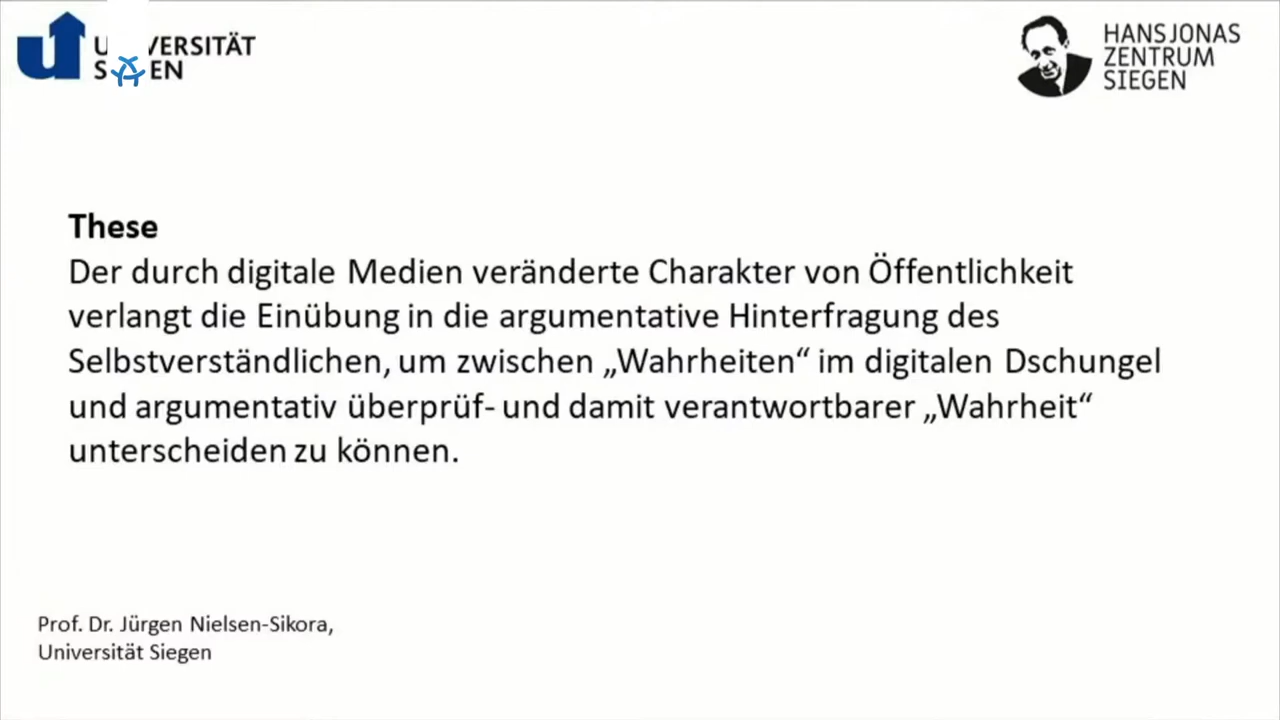 HANS JONAS
ZENTRUM
SIEGEN
These
Der durch digitale Medien veränderte Charakter von Öffentlichkeit
verlangt die Einübung in die argumentative Hinterfragung des
Selbstverständlichen, um zwischen „Wahrheiten“ im digitalen Dschungel
und argumentativ überprüf- und damit verantwortbarer „Wahrheit“
unterscheiden zu können.
Prof. Dr. Jürgen Nielsen-Sikora,
Universität Siegen